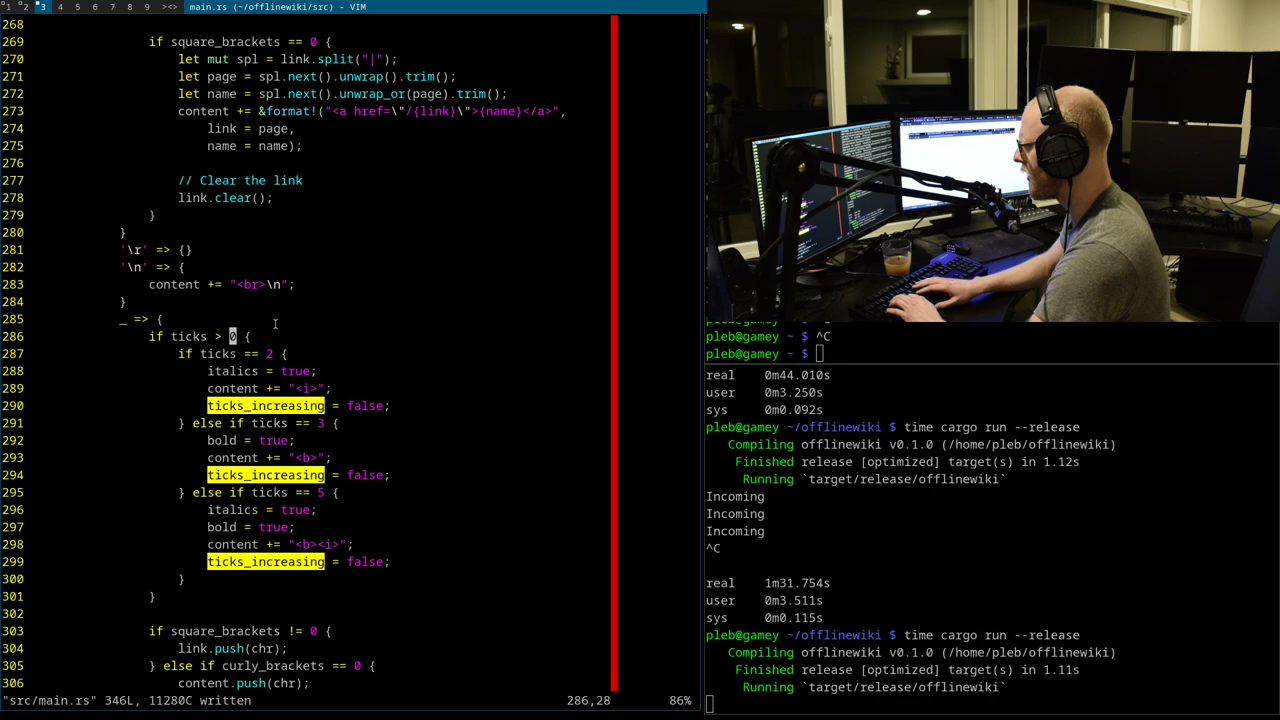 1 2 3 4 5 6 7 8 9 ><> main.rs (~/offlinewiki/src) - VIM
268
269 if square_brackets == 0 {
270 let mut spl = link.split("|");
271 let page = spl.next().unwrap().trim();
272 let name = spl.next().unwrap_or(page).trim();
273 content += &format!("<a href=\"/{link}\">{name}</a>",
274 link = page,
275 name = name);
276
277 // Clear the link
278 link.clear();
279 }
280 }
281 '\r' => {}
282 '\n' => {
283 content += "<br>\n";
284 }
285 _ => {
286 if ticks > 0 {
287 if ticks == 2 {
288 italics = true;
289 content += "<i>";
290 ticks_increasing = false;
291 } else if ticks == 3 {
292 bold = true;
293 content += "<b>";
294 ticks_increasing = false;
295 } else if ticks == 5 {
296 italics = true;
297 bold = true;
298 content += "<b><i>";
299 ticks_increasing = false;
300 }
301 }
302
303 if square_brackets != 0 {
304 link.push(chr);
305 } else if curly_brackets == 0 {
306 content.push(chr);
"src/main.rs" 346L, 11280C written 286,28 86%
pleb@gamey ~ $ ^C
pleb@gamey ~ $
real 0m44.010s
user 0m3.250s
sys 0m0.092s
pleb@gamey ~/offlinewiki $ time cargo run --release
Compiling offlinewiki v0.1.0 (/home/pleb/offlinewiki)
Finished release [optimized] target(s) in 1.12s
Running `target/release/offlinewiki`
Incoming
Incoming
Incoming
^C
real 1m31.754s
user 0m3.511s
sys 0m0.115s
pleb@gamey ~/offlinewiki $ time cargo run --release
Compiling offlinewiki v0.1.0 (/home/pleb/offlinewiki)
Finished release [optimized] target(s) in 1.11s
Running `target/release/offlinewiki`